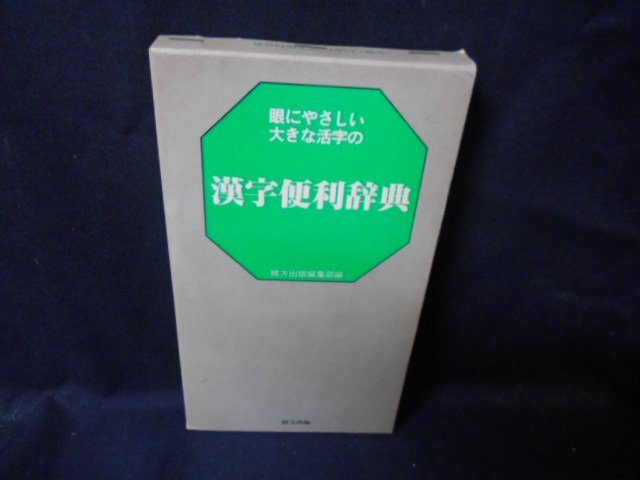 眼にやさしい
大きな活字の
漢字便利辞典
緒方出版編集部編